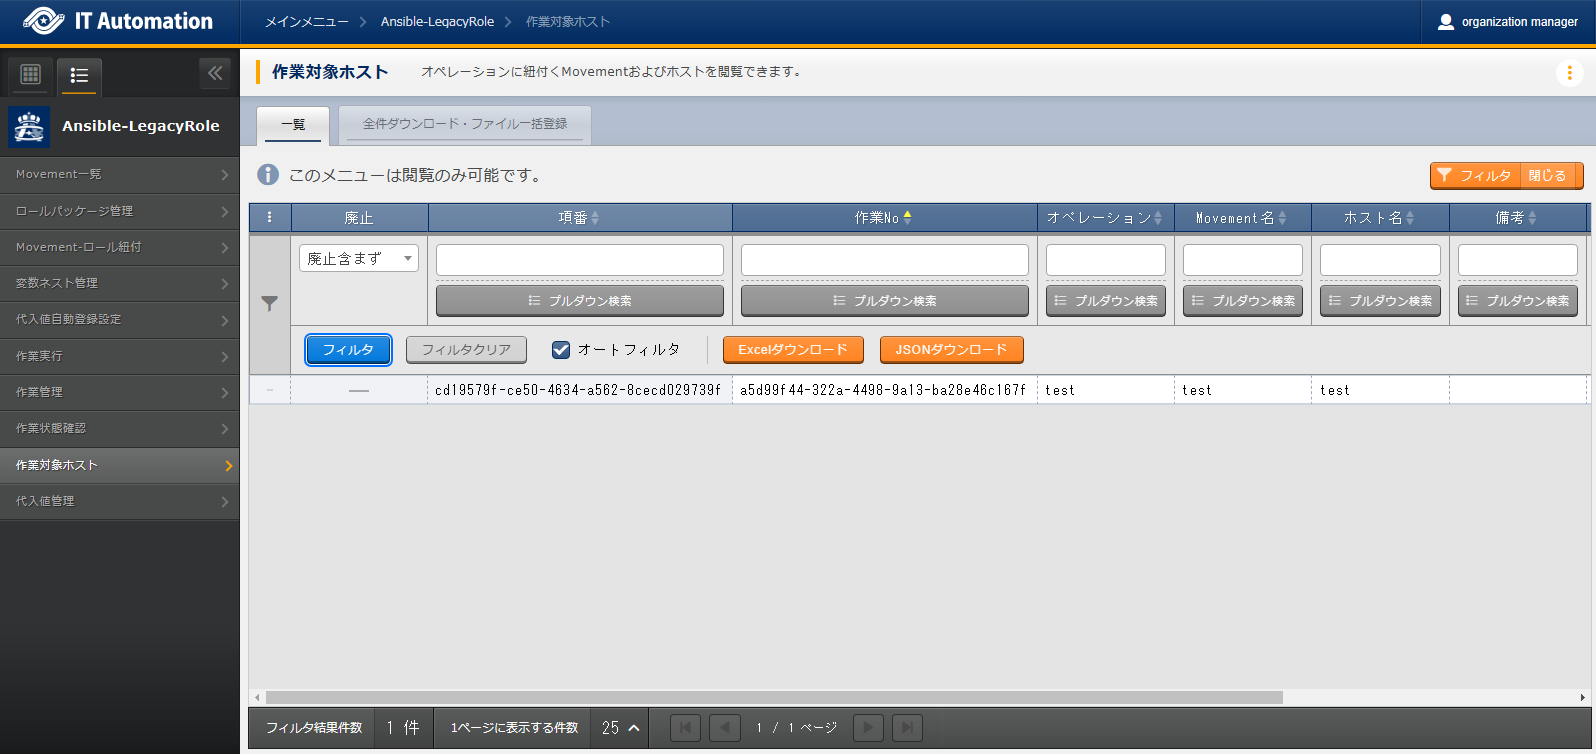 IT Automation
メインメニュー
Ansible-LegacyRole
作業対象ホスト
organization manager
Ansible-LegacyRole
Movement一覧
ロールパッケージ管理
Movement-ロール紐付
変数ネスト管理
代入値自動登録設定
作業実行
作業管理
作業状態確認
作業対象ホスト
代入値管理
作業対象ホスト
オペレーションに紐付くMovementおよびホストを閲覧できます。
一覧
全件ダウンロード・ファイル一括登録
このメニューは閲覧のみ可能です。
フィルタ 閉じる
廃止 項番 作業No オペレーション Movement名 ホスト名 備考
廃止含まず
プルダウン検索 プルダウン検索 プルダウン検索 プルダウン検索 プルダウン検索 プルダウン検索
フィルタ フィルタクリア オートフィルタ Excelダウンロード JSONダウンロード
cd19579f-ce50-4634-a562-8cecd029739f a5d99f44-322a-4498-9a13-ba28e46c167f test test test
フィルタ結果件数 1 件 1ページに表示する件数 25 1 / 1 ページ